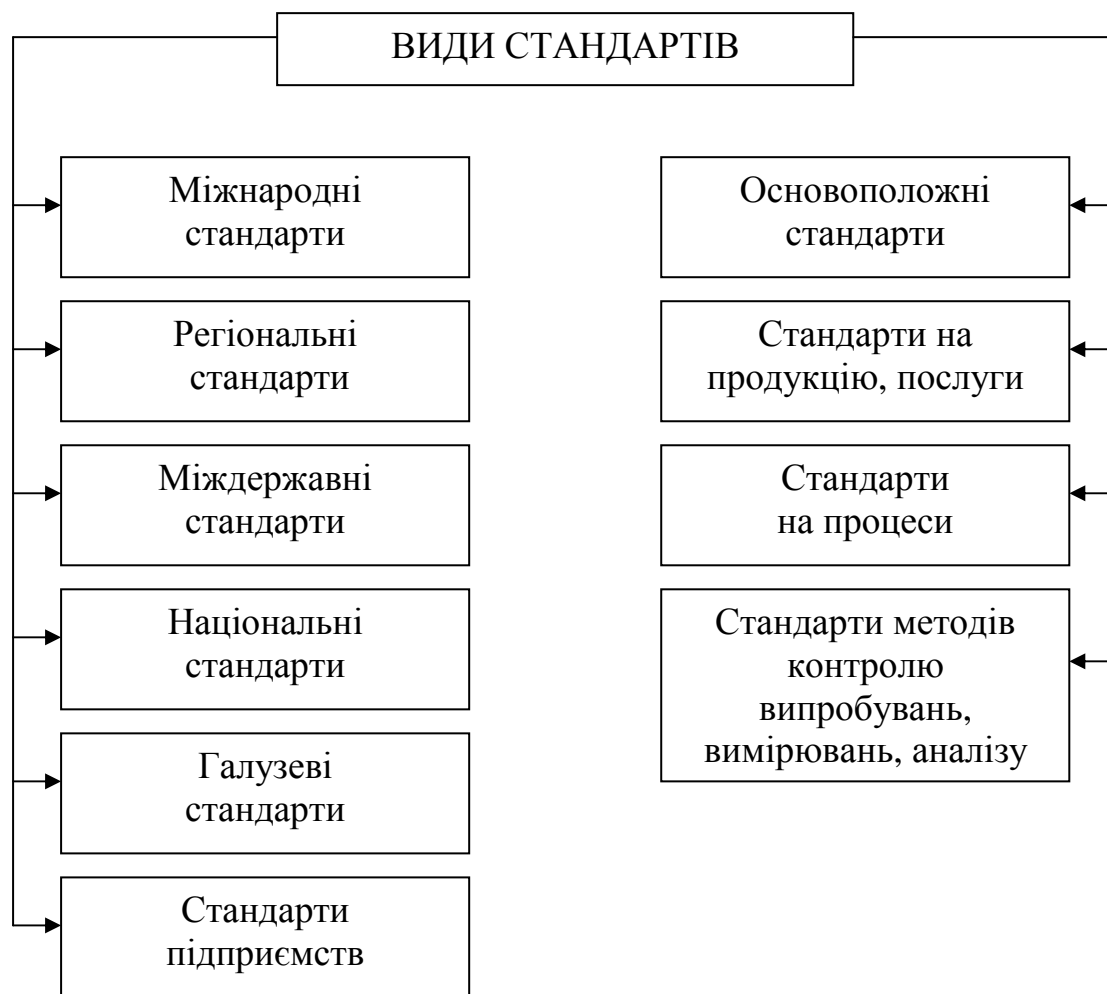 ВИДИ СТАНДАРТІВ
Міжнародні
стандарти
Регіональні
стандарти
Міждержавні
стандарти
Національні
стандарти
Галузеві
стандарти
Стандарти
підприємств
Основоположні
стандарти
Стандарти на
продукцію, послуги
Стандарти
на процеси
Стандарти методів
контролю
випробувань,
вимірювань, аналізу